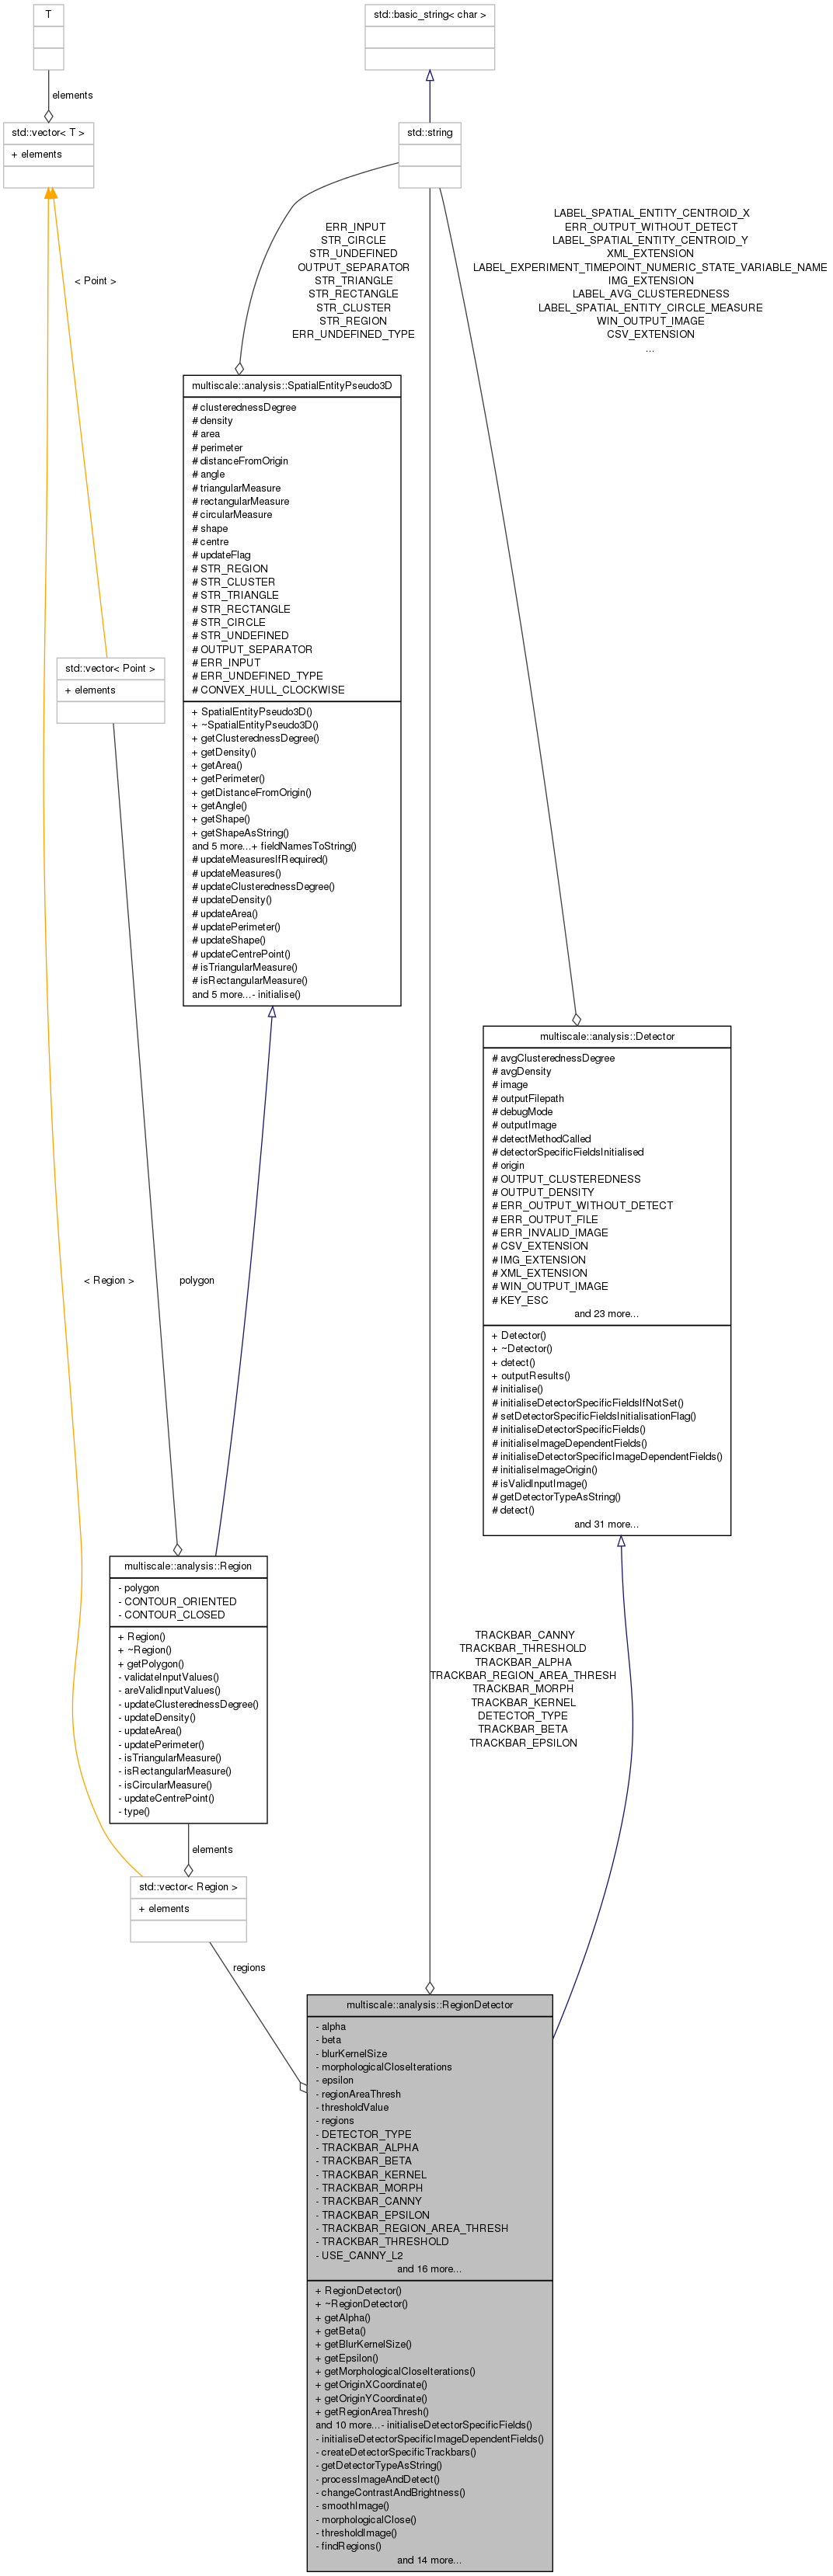 T
std::basic_string< char >
elements
std::vector< T >
+ elements
std::string
< Point >
ERR_INPUT
STR_CIRCLE
STR_UNDEFINED
OUTPUT_SEPARATOR
STR_TRIANGLE
STR_RECTANGLE
STR_CLUSTER
STR_REGION
ERR_UNDEFINED_TYPE
LABEL_SPATIAL_ENTITY_CENTROID_X
ERR_OUTPUT_WITHOUT_DETECT
LABEL_SPATIAL_ENTITY_CENTROID_Y
XML_EXTENSION
LABEL_EXPERIMENT_TIMEPOINT_NUMERIC_STATE_VARIABLE_NAME
IMG_EXTENSION
LABEL_AVG_CLUSTEREDNESS
LABEL_SPATIAL_ENTITY_CIRCLE_MEASURE
WIN_OUTPUT_IMAGE
CSV_EXTENSION
...
multiscale::analysis::SpatialEntityPseudo3D
# clusterednessDegree
# density
# area
# perimeter
# distanceFromOrigin
# angle
# triangularMeasure
# rectangularMeasure
# circularMeasure
# shape
# centre
# updateFlag
# STR_REGION
# STR_CLUSTER
# STR_TRIANGLE
# STR_RECTANGLE
# STR_CIRCLE
# STR_UNDEFINED
# OUTPUT_SEPARATOR
# ERR_INPUT
# ERR_UNDEFINED_TYPE
# CONVEX_HULL_CLOCKWISE
+ SpatialEntityPseudo3D()
+ ~SpatialEntityPseudo3D()
+ getClusterednessDegree()
+ getDensity()
+ getArea()
+ getPerimeter()
+ getDistanceFromOrigin()
+ getAngle()
+ getShape()
+ getShapeAsString()
and 5 more...+ fieldNamesToString()
# updateMeasuresIfRequired()
# updateMeasures()
# updateClusterednessDegree()
# updateDensity()
# updateArea()
# updatePerimeter()
# updateShape()
# updateCentrePoint()
# isTriangularMeasure()
# isRectangularMeasure()
and 5 more...- initialise()
std::vector< Point >
+ elements
multiscale::analysis::Detector
# avgClusterednessDegree
# avgDensity
# image
# outputFilepath
# debugMode
# outputImage
# detectMethodCalled
# detectorSpecificFieldsInitialised
# origin
# OUTPUT_CLUSTEREDNESS
# OUTPUT_DENSITY
# ERR_OUTPUT_WITHOUT_DETECT
# ERR_OUTPUT_FILE
# ERR_INVALID_IMAGE
# CSV_EXTENSION
# IMG_EXTENSION
# XML_EXTENSION
# WIN_OUTPUT_IMAGE
# KEY_ESC
and 23 more...
+ Detector()
+ ~Detector()
+ detect()
+ outputResults()
# initialise()
# initialiseDetectorSpecificFieldsIfNotSet()
# setDetectorSpecificFieldsInitialisationFlag()
# initialiseDetectorSpecificFields()
# initialiseImageDependentFields()
# initialiseDetectorSpecificImageDependentFields()
# initialiseImageOrigin()
# isValidInputImage()
# getDetectorTypeAsString()
# detect()
and 31 more...
< Region >
polygon
multiscale::analysis::Region
- polygon
- CONTOUR_ORIENTED
- CONTOUR_CLOSED
+ Region()
+ ~Region()
+ getPolygon()
- validateInputValues()
- areValidInputValues()
- updateClusterednessDegree()
- updateDensity()
- updateArea()
- updatePerimeter()
- isTriangularMeasure()
- isRectangularMeasure()
- isCircularMeasure()
- updateCentrePoint()
- type()
TRACKBAR_CANNY
TRACKBAR_THRESHOLD
TRACKBAR_ALPHA
TRACKBAR_REGION_AREA_THRESH
TRACKBAR_MORPH
TRACKBAR_KERNEL
DETECTOR_TYPE
TRACKBAR_BETA
TRACKBAR_EPSILON
elements
std::vector< Region >
+ elements
regions
multiscale::analysis::RegionDetector
- alpha
- beta
- blurKernelSize
- morphologicalCloseIterations
- epsilon
- regionAreaThresh
- thresholdValue
- regions
- DETECTOR_TYPE
- TRACKBAR_ALPHA
- TRACKBAR_BETA
- TRACKBAR_KERNEL
- TRACKBAR_MORPH
- TRACKBAR_CANNY
- TRACKBAR_EPSILON
- TRACKBAR_REGION_AREA_THRESH
- TRACKBAR_THRESHOLD
- USE_CANNY_L2
and 16 more...
+ RegionDetector()
+ ~RegionDetector()
+ getAlpha()
+ getBeta()
+ getBlurKernelSize()
+ getEpsilon()
+ getMorphologicalCloseIterations()
+ getOriginXCoordinate()
+ getOriginYCoordinate()
+ getRegionAreaThresh()
and 10 more...- initialiseDetectorSpecificFields()
- initialiseDetectorSpecificImageDependentFields()
- createDetectorSpecificTrackbars()
- getDetectorTypeAsString()
- processImageAndDetect()
- changeContrastAndBrightness()
- smoothImage()
- morphologicalClose()
- thresholdImage()
- findRegions()
and 14 more...